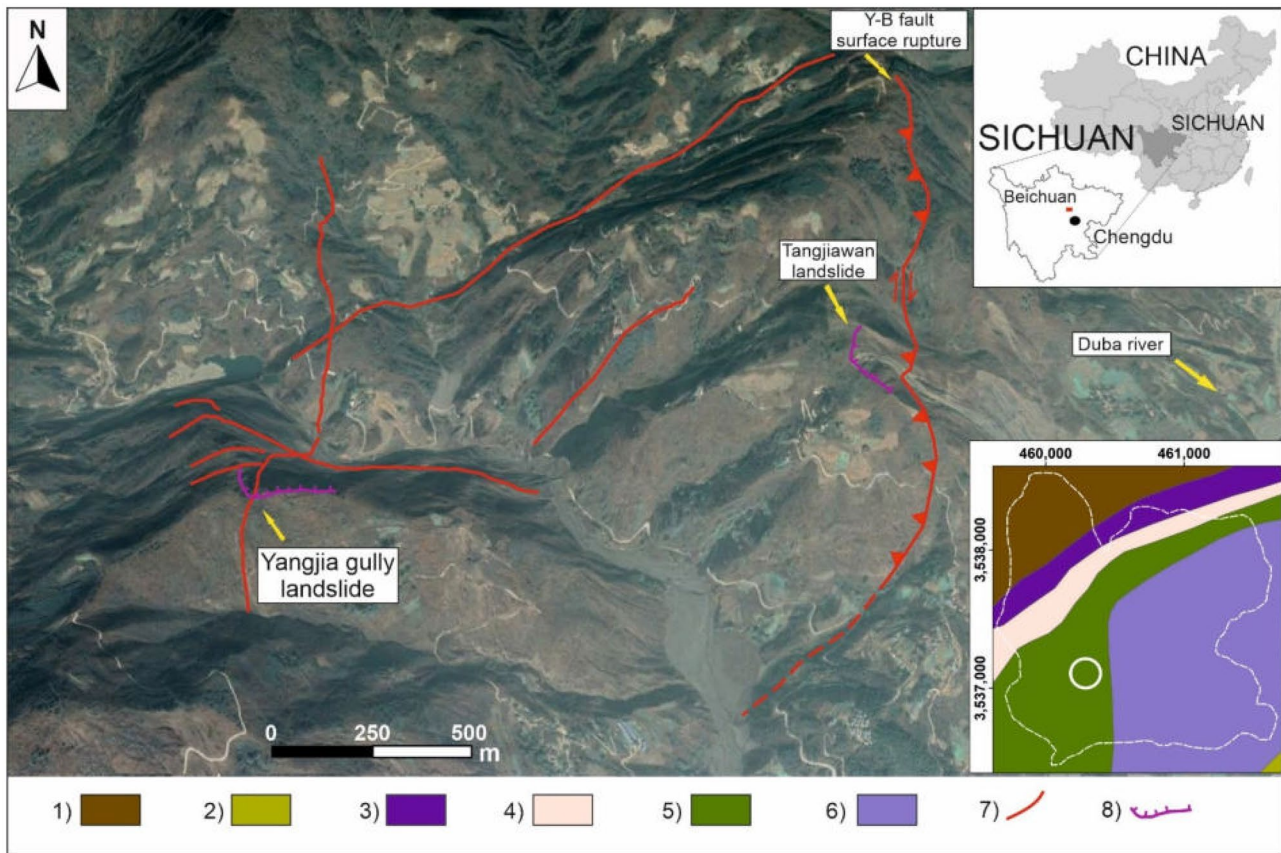 N
Y-B fault
surface rupture
CHINA
SICHUAN
SICHUAN
Beichuan
Chengdu
Tangjiawan
landslide
Duba river
Yangjia gully
landslide
460,000
461,000
3,538,000
3,537,000
0
250
500
m
1)
2)
3)
4)
5)
6)
7)
8)